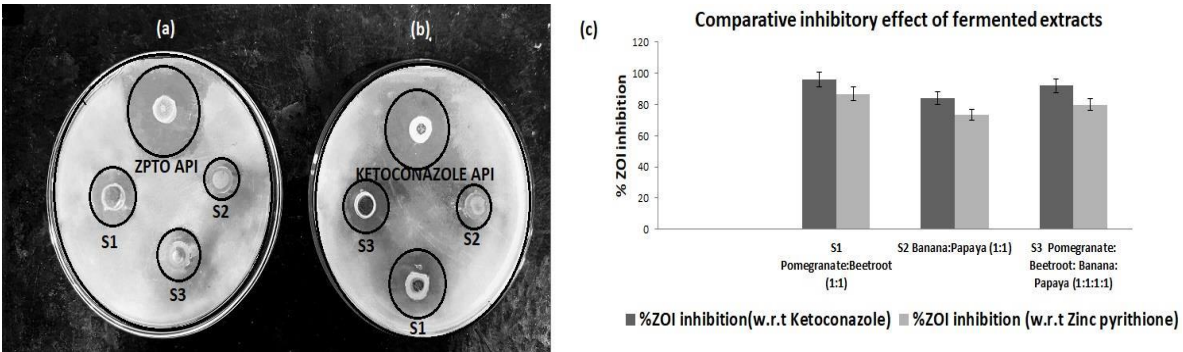 (a)
ZPTO API
S1
S2
S3
(b)
KETOCONAZOLE API
S3
S2
S1
(c)
Comparative inhibitory effect of fermented extracts
% ZOI inhibition
120
100
80
60
40
20
0
S1
Pomegranate:Beetroot
(1:1)
S2 Banana:Papaya (1:1)
S3 Pomegranate:
Beetroot: Banana:
Papaya (1:1:1:1)
%ZOI inhibition(w.r.t Ketoconazole)
%ZOI inhibition (w.r.t Zinc pyrithione)